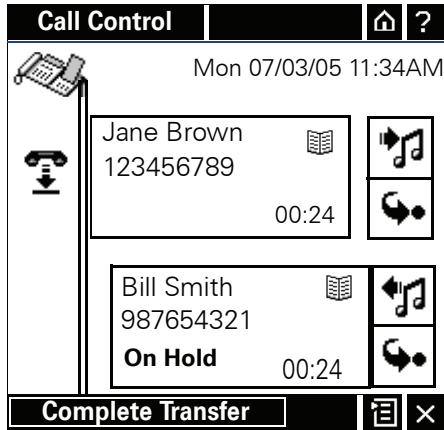 Call Control
?
Mon 07/03/05 11:34AM
Jane Brown
123456789
00:24
Bill Smith
987654321
On Hold
00:24
Complete Transfer